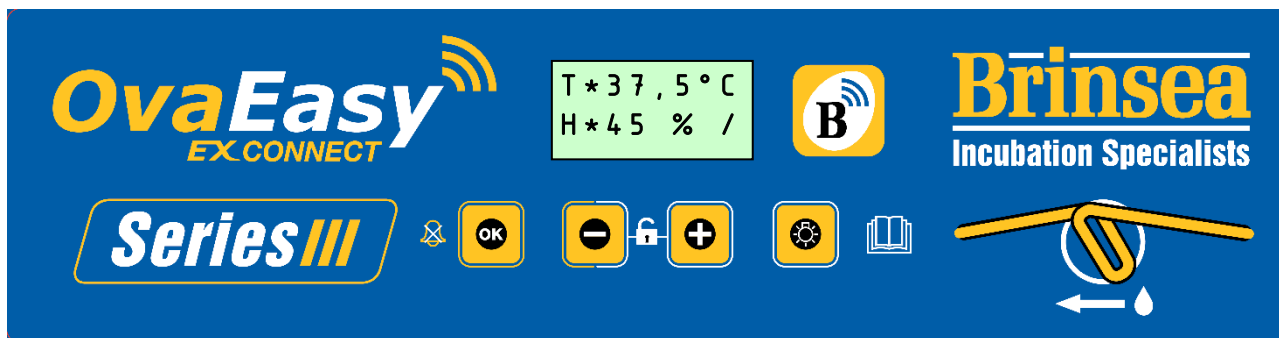 OvaEasy
EX CONNECT
T*37,5°C
H*45 % /
B
Brinsea
Incubation Specialists
Series III
OK